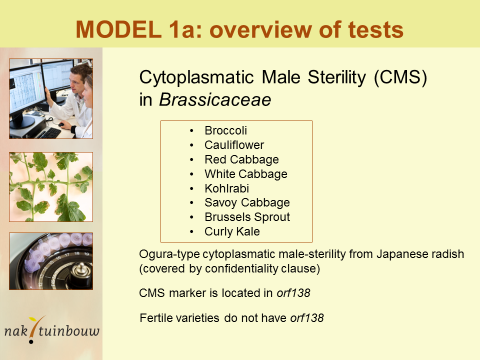 MODEL 1a: overview of tests
Cytoplasmatic Male Sterility (CMS)
in Brassicaceae
• Broccoli
• Cauliflower
• Red Cabbage
• White Cabbage
• Kohlrabi
• Savoy Cabbage
• Brussels Sprout
• Curly Kale
Ogura-type cytoplasmatic male-sterility from Japanese radish
(covered by confidentiality clause)
CMS marker is located in orf138
Fertile varieties do not have orf138
nak tuinbouw